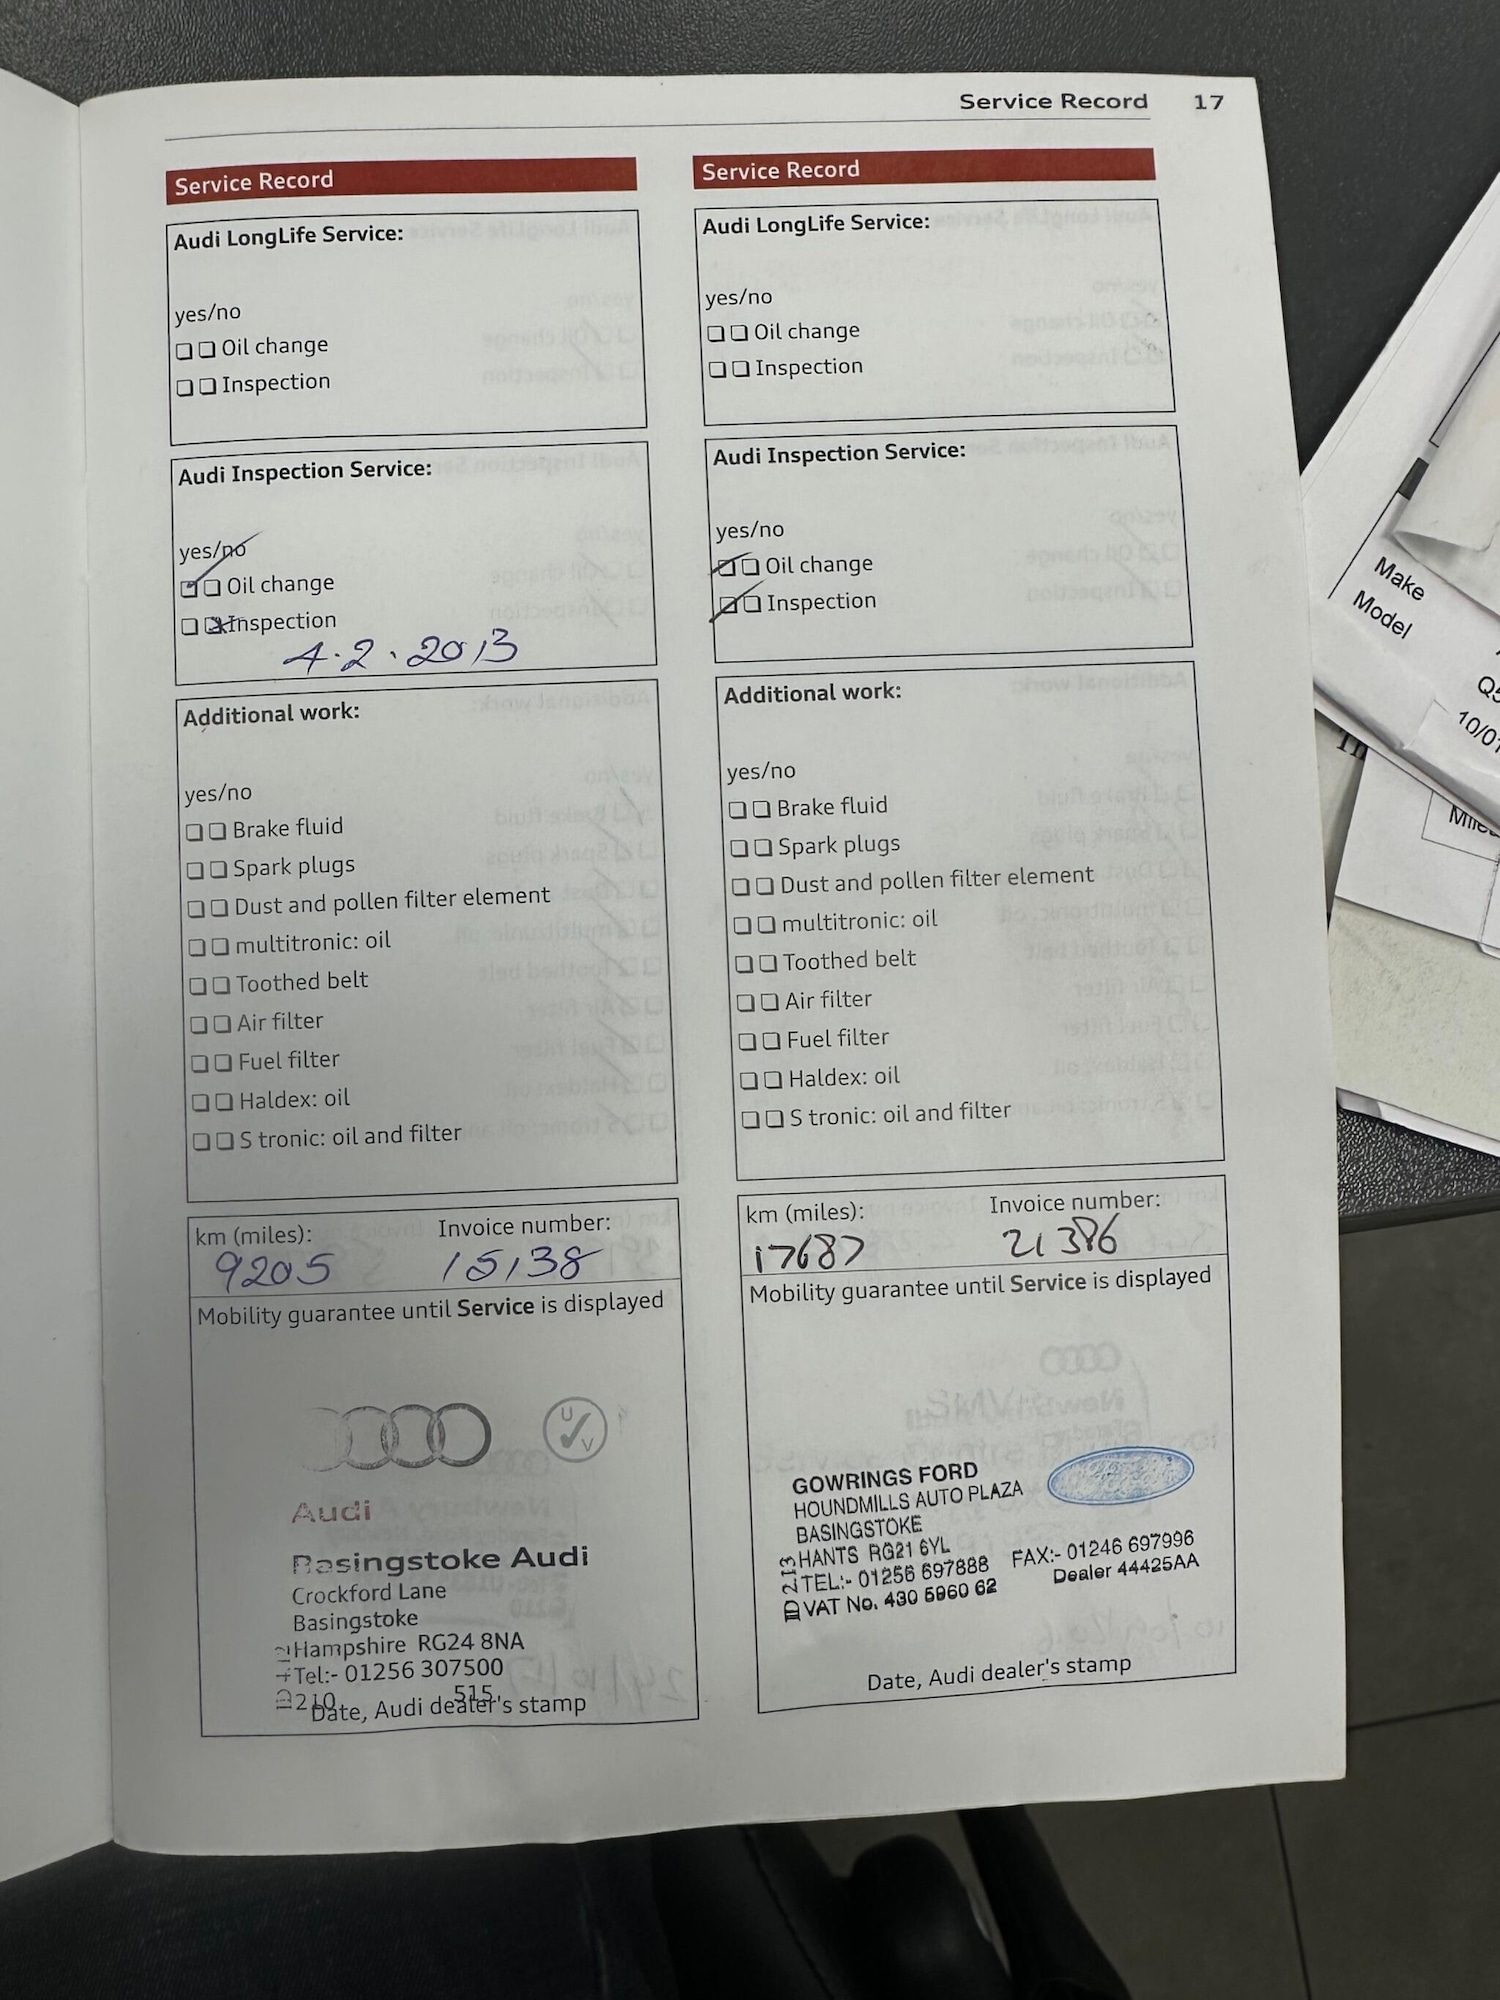 Service Record 17
Service Record
Audi LongLife Service:
yes/no
Oil change
Inspection
Audi Inspection Service:
yes/no
Oil change
Inspection
4.2.2013
Additional work:
yes/no
Brake fluid
Spark plugs
Dust and pollen filter element
multitronic: oil
Toothed belt
Air filter
Fuel filter
Haldex: oil
S tronic: oil and filter
km (miles): Invoice number:
9205 15138
Mobility guarantee until Service is displayed
U
V
Audi
Basingstoke Audi
Crockford Lane
Basingstoke
Hampshire RG24 8NA
Tel:- 01256 307500
210 515
Date, Audi dealer's stamp
Service Record
Audi LongLife Service:
yes/no
Oil change
Inspection
Audi Inspection Service:
yes/no
Oil change
Inspection
Additional work:
yes/no
Brake fluid
Spark plugs
Dust and pollen filter element
multitronic: oil
Toothed belt
Air filter
Fuel filter
Haldex: oil
S tronic: oil and filter
km (miles): Invoice number:
17687 21386
Mobility guarantee until Service is displayed
GOWRINGS FORD
HOUNDMILLS AUTO PLAZA
BASINGSTOKE
HANTS RG21 6YL
TEL:- 01256 697888 FAX:- 01246 697996
VAT No. 430 5960 62 Dealer 44425AA
Date, Audi dealer's stamp
Make
Model